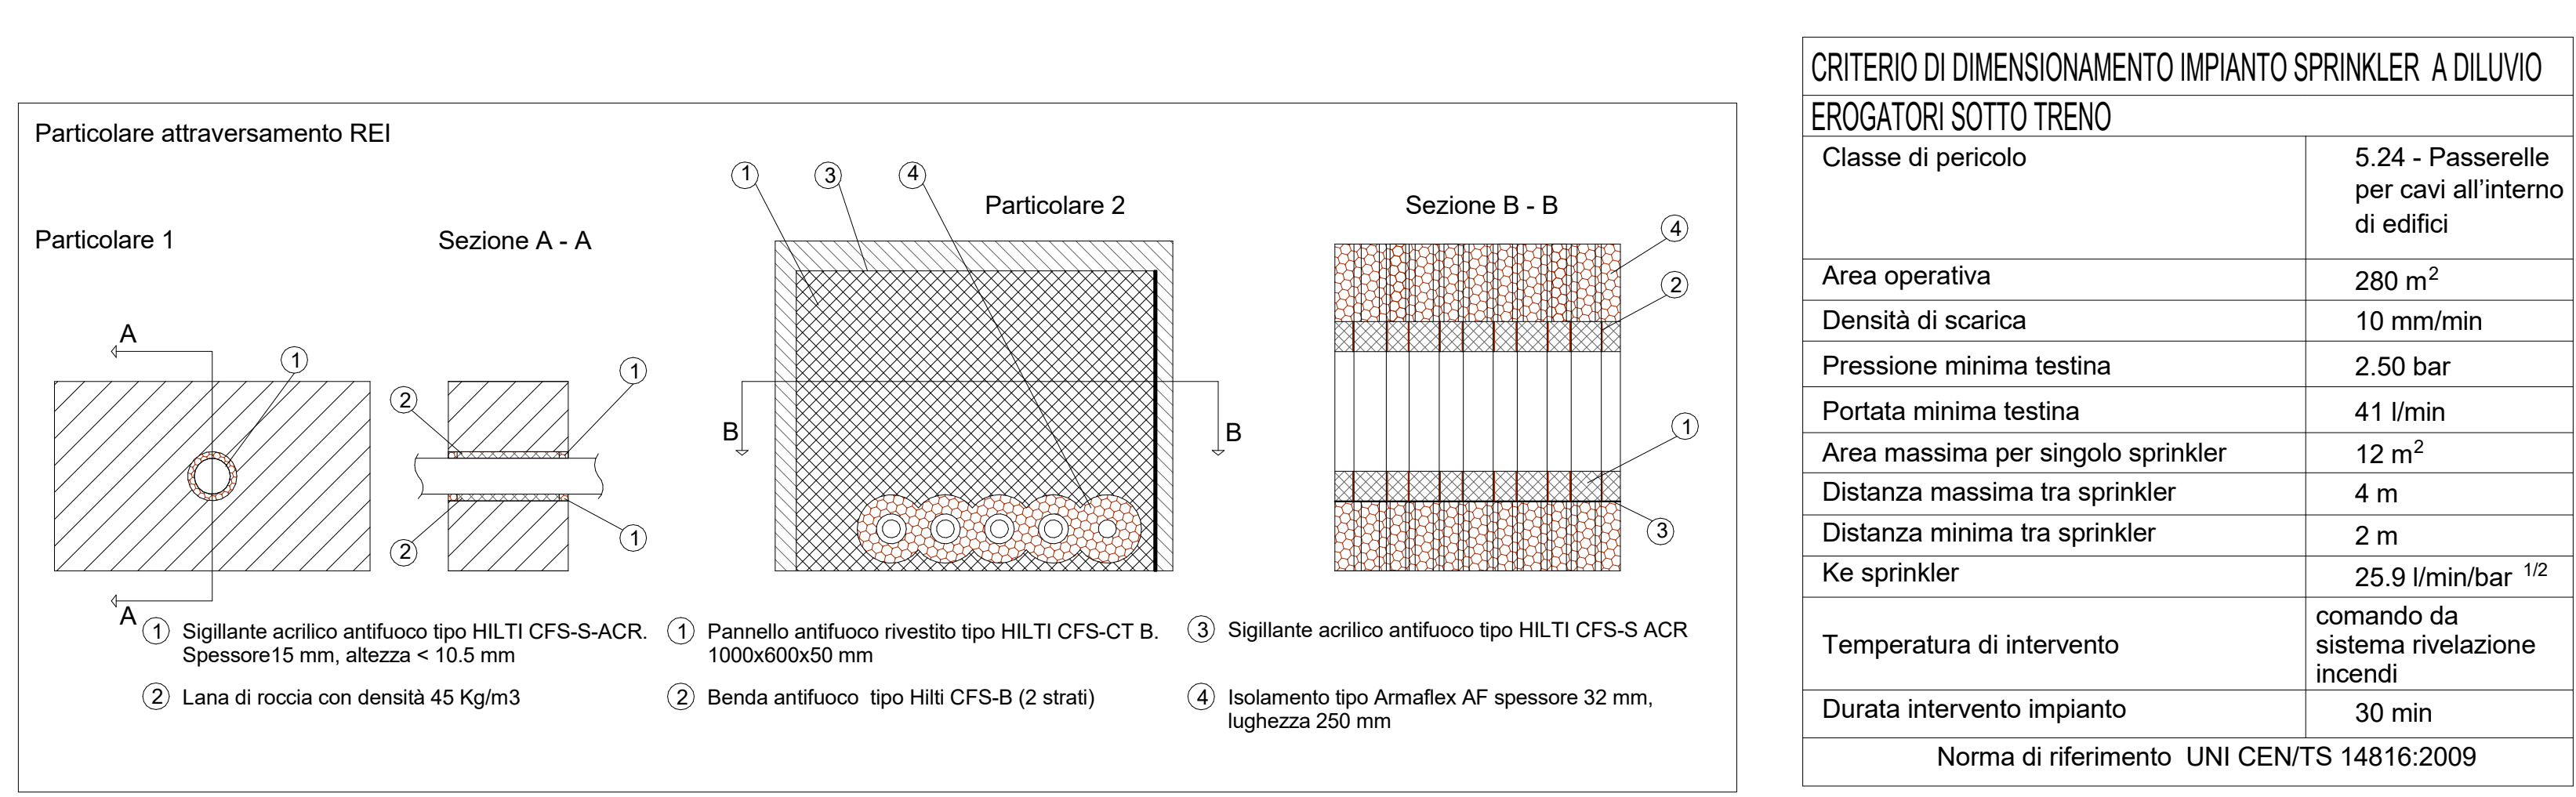 Particolare attraversamento REI
Particolare 1
Sezione A - A
A
1
A
2
1
2
1
1
3
4
Particolare 2
B
B
Sezione B - B
4
2
1
3
1 Sigillante acrilico antifuoco tipo HILTI CFS-S-ACR.
Spessore15 mm, altezza < 10.5 mm
2 Lana di roccia con densità 45 Kg/m3
1 Pannello antifuoco rivestito tipo HILTI CFS-CT B.
1000x600x50 mm
2 Benda antifuoco tipo Hilti CFS-B (2 strati)
3 Sigillante acrilico antifuoco tipo HILTI CFS-S ACR
4 Isolamento tipo Armaflex AF spessore 32 mm,
lughezza 250 mm
CRITERIO DI DIMENSIONAMENTO IMPIANTO SPRINKLER A DILUVIO
EROGATORI SOTTO TRENO
Classe di pericolo
5.24 - Passerelle
per cavi all’interno
di edifici
Area operativa 280 m²
Densità di scarica 10 mm/min
Pressione minima testina 2.50 bar
Portata minima testina 41 l/min
Area massima per singolo sprinkler 12 m²
Distanza massima tra sprinkler 4 m
Distanza minima tra sprinkler 2 m
Ke sprinkler 25.9 l/min/bar 1/2
Temperatura di intervento
comando da
sistema rivelazione
incendi
Durata intervento impianto 30 min
Norma di riferimento UNI CEN/TS 14816:2009